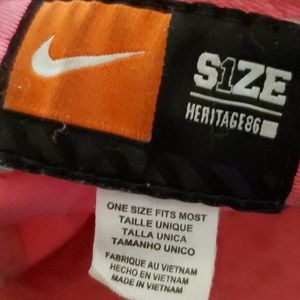 S1ZE
HERITAGE86
ONE SIZE FITS MOST
TAILLE UNIQUE
TALLA UNICA
TAMANHO UNICO
FABRIQUE AU VIETNAM
HECHO EN VIETNAM
MADE IN VIETNAM